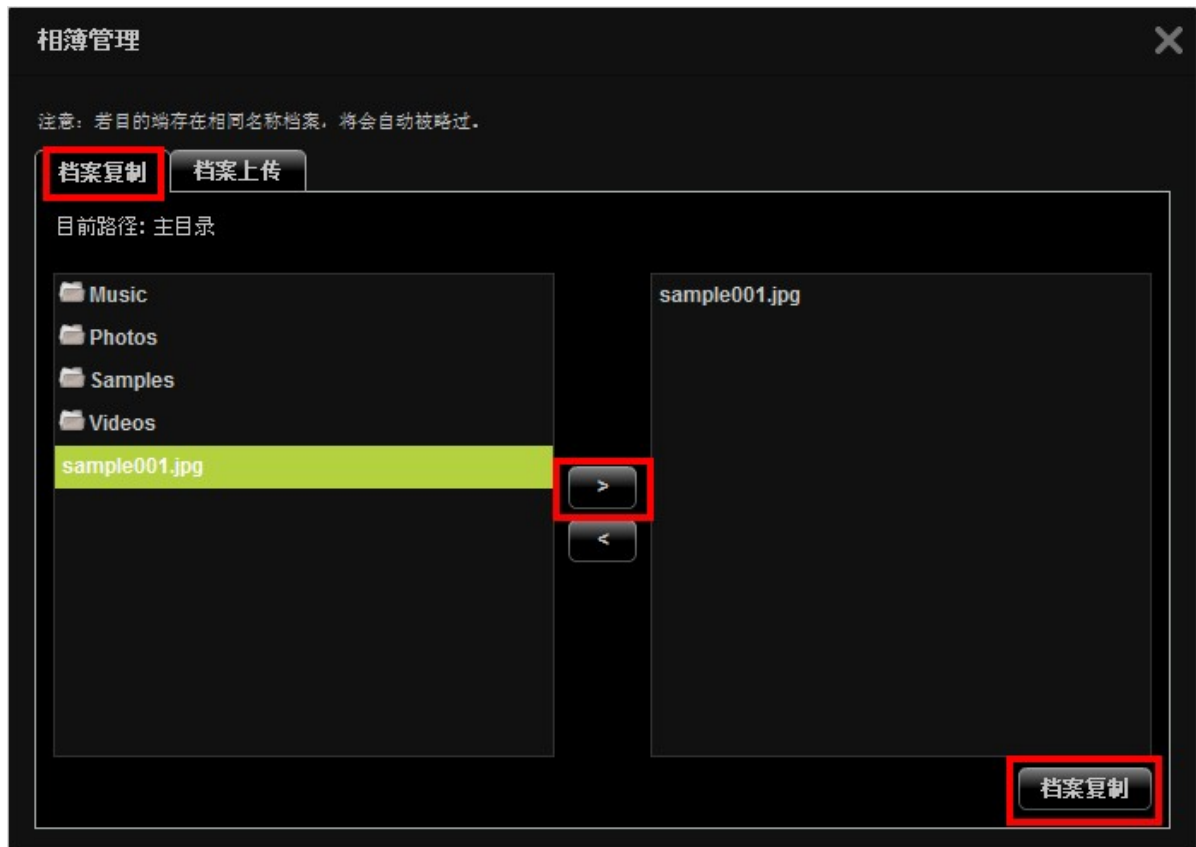 相簿管理
注意：若目的端存在相同名称档案，将会自动被略过。
档案复制 档案上传
目前路径: 主目录
Music
Photos
Samples
Videos
sample001.jpg
>
<
sample001.jpg
档案复制